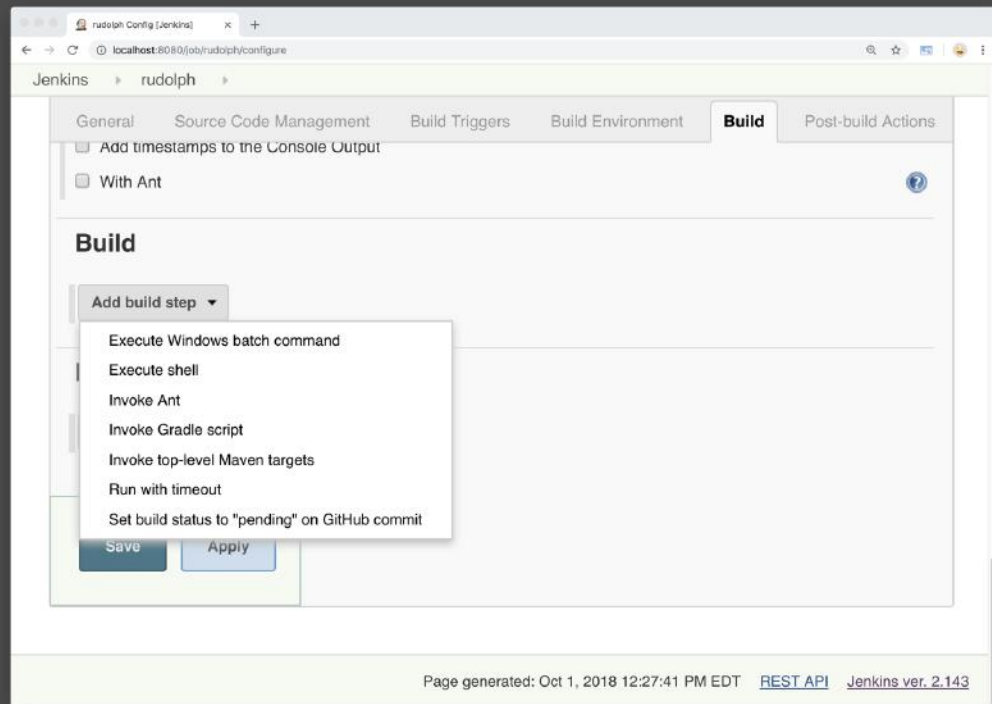 rudolph Config [Jenkins] × +
localhost:8080/job/rudolph/configure
Jenkins rudolph
General Source Code Management Build Triggers Build Environment Build Post-build Actions
Add timestamps to the Console Output
With Ant
Build
Add build step
Execute Windows batch command
Execute shell
Invoke Ant
Invoke Gradle script
Invoke top-level Maven targets
Run with timeout
Set build status to "pending" on GitHub commit
Save Apply
Page generated: Oct 1, 2018 12:27:41 PM EDT REST API Jenkins ver. 2.143